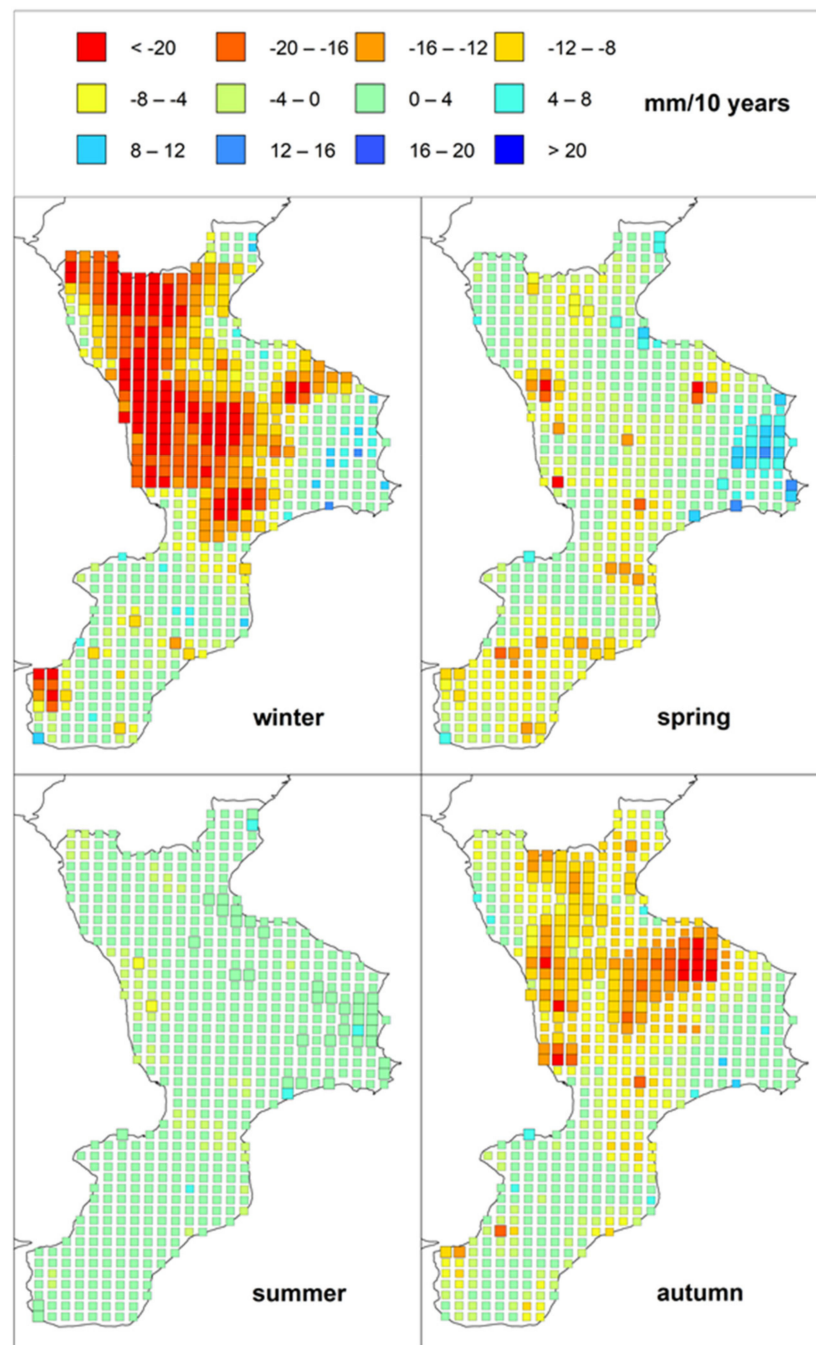 < -20 -20 – -16 -16 – -12 -12 – -8
-8 – -4 -4 – 0 0 – 4 4 – 8 mm/10 years
8 – 12 12 – 16 16 – 20 > 20
winter spring
summer autumn